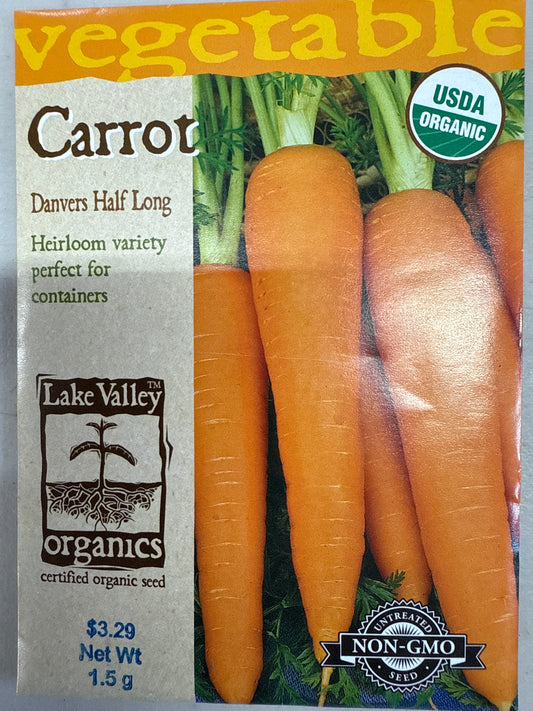 vegetable
Carrot
Danvers Half Long
Heirloom variety
perfect for
containers
USDA
ORGANIC
Lake Valley™
organics
certified organic seed
$3.29
Net Wt
1.5 g
UNTREATED
NON-GMO
SEED